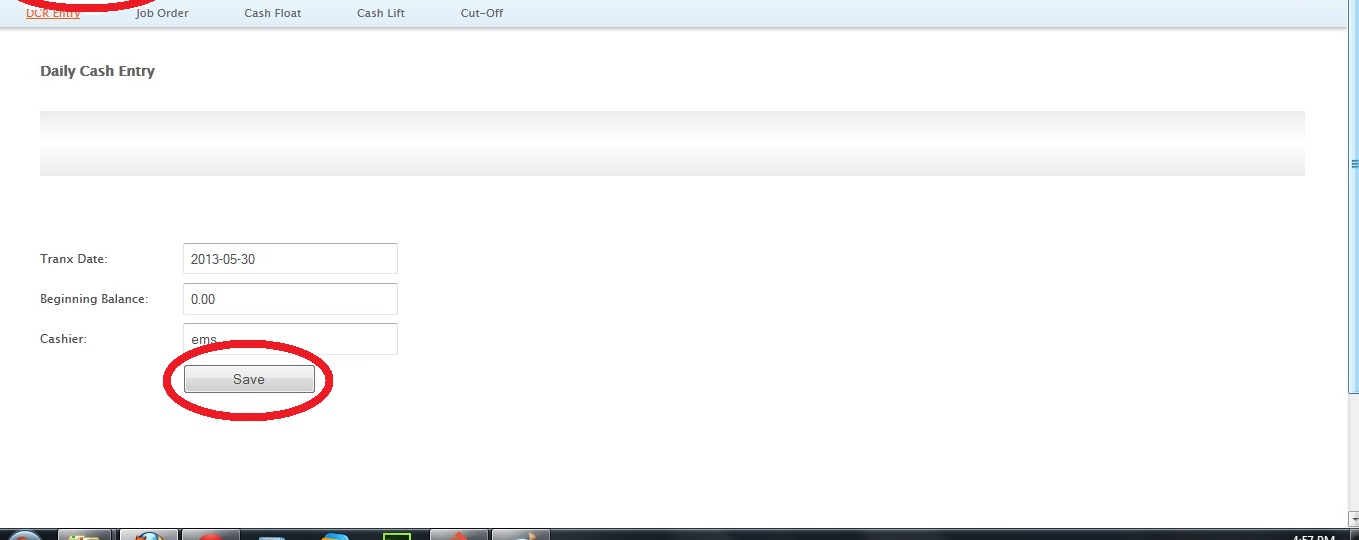 DCR Entry Job Order Cash Float Cash Lift Cut-Off
Daily Cash Entry
Tranx Date: 2013-05-30
Beginning Balance: 0.00
Cashier: ems
Save
4:57 PM